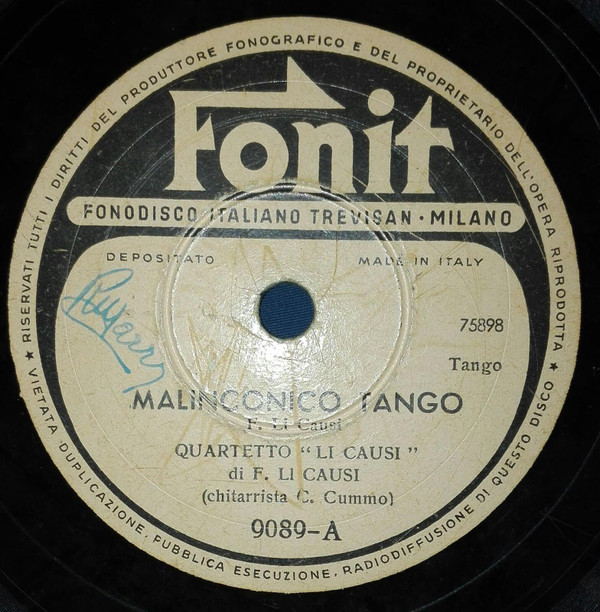 RISERVATI TUTTI I DIRITTI DEL PRODUTTORE FONOGRAFICO E DEL PROPRIETARIO DELL'OPERA RIPRODOTTA ★
VIETATA DUPLICAZIONE, PUBBLICA ESECUZIONE, RADIODIFFUSIONE DI QUESTO DISCO ★
Fonit
FONODISCO ITALIANO TREVISAN · MILANO
DEPOSITATO
MADE IN ITALY
75898
Tango
MALINCONICO TANGO
F. Li Causi
QUARTETTO “LI CAUSI”
di F. LI CAUSI
(chitarrista C. Cummo)
9089-A